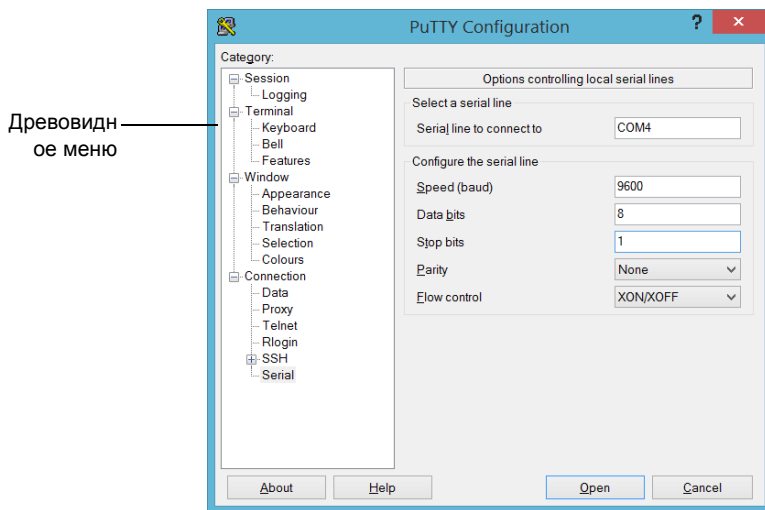 PuTTY Configuration
?
×
Category:
Session
Logging
Terminal
Keyboard
Bell
Features
Window
Appearance
Behaviour
Translation
Selection
Colours
Connection
Data
Proxy
Telnet
Rlogin
SSH
Serial
Древовидн
ое меню
Options controlling local serial lines
Select a serial line
Serial line to connect to COM4
Configure the serial line
Speed (baud) 9600
Data bits 8
Stop bits 1
Parity None
Flow control XON/XOFF
About Help Open Cancel